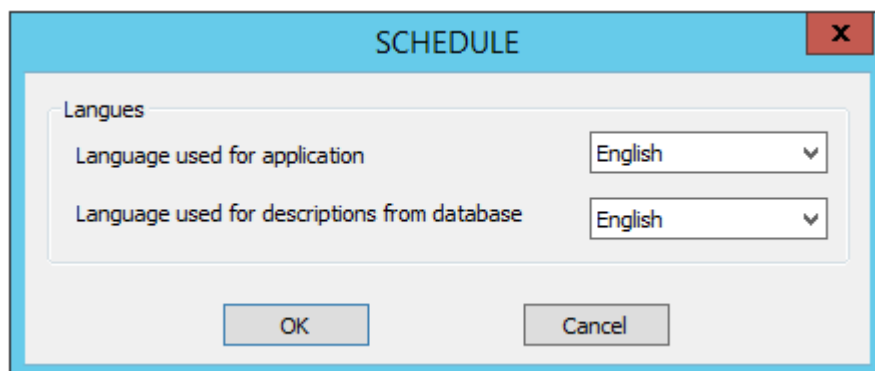 SCHEDULE
x
Langues
Language used for application English
Language used for descriptions from database English
OK Cancel